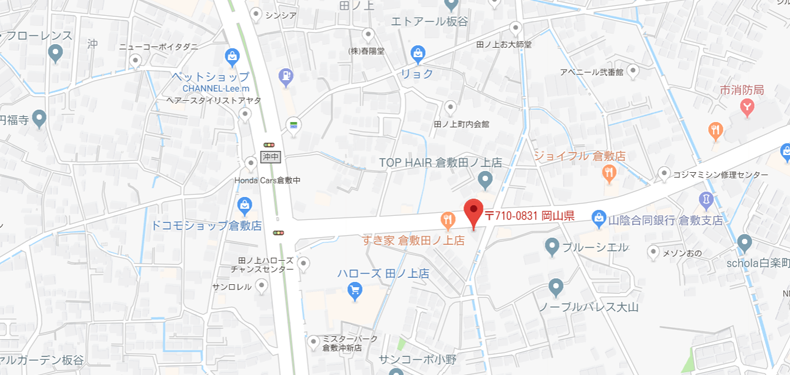 田ノ上
シンシア
エトアール板谷
フローレンス
沖
ニューコーポイタダニ
(株)春陽堂
田ノ上お大師堂
リョク
アベニール弐番館
ペットショップ
CHANNEL-Lee.m
ヘアースタイリストアヤタ
市消防局
円福寺
田ノ上町内会館
沖中
TOP HAIR 倉敷田ノ上店
ジョイフル 倉敷店
Honda Cars倉敷中
コジマミシン修理センター
ドコモショップ倉敷店
〒710-0831 岡山県
山陰合同銀行 倉敷支店
すき家 倉敷田ノ上店
ブルーシエル
メゾンおの
田ノ上ハローズ
チャンスセンター
ハローズ 田ノ上店
schola白楽町
サンロレル
ノーブルパレス大山
ミスターパーク
倉敷沖新店
アルガーデン板谷
サンコーポ小野